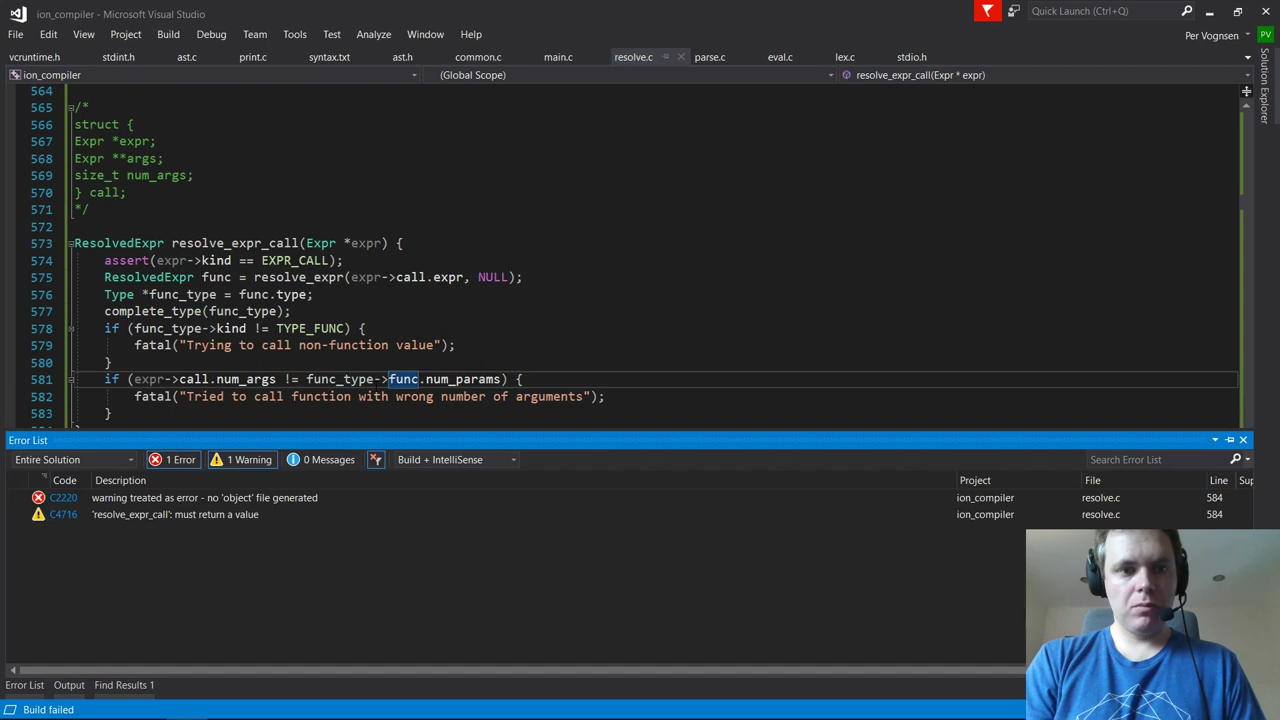 ion_compiler - Microsoft Visual Studio
Quick Launch (Ctrl+Q)
File Edit View Project Build Debug Team Tools Test Analyze Window Help
Per Vognsen PV
vcruntime.h stdint.h ast.c print.c syntax.txt ast.h common.c main.c resolve.c parse.c eval.c lex.c stdio.h
ion_compiler (Global Scope) resolve_expr_call(Expr * expr)
Solution Explorer
564
565 /*
566 struct {
567 Expr *expr;
568 Expr **args;
569 size_t num_args;
570 } call;
571 */
572
573 ResolvedExpr resolve_expr_call(Expr *expr) {
574 assert(expr->kind == EXPR_CALL);
575 ResolvedExpr func = resolve_expr(expr->call.expr, NULL);
576 Type *func_type = func.type;
577 complete_type(func_type);
578 if (func_type->kind != TYPE_FUNC) {
579 fatal("Trying to call non-function value");
580 }
581 if (expr->call.num_args != func_type->func.num_params) {
582 fatal("Tried to call function with wrong number of arguments");
583 }
Error List
Entire Solution 1 Error 1 Warning 0 Messages Build + IntelliSense Search Error List
Code Description Project File Line Sup
C2220 warning treated as error - no 'object' file generated ion_compiler resolve.c 584
C4716 'resolve_expr_call': must return a value ion_compiler resolve.c 584
Error List Output Find Results 1
Build failed